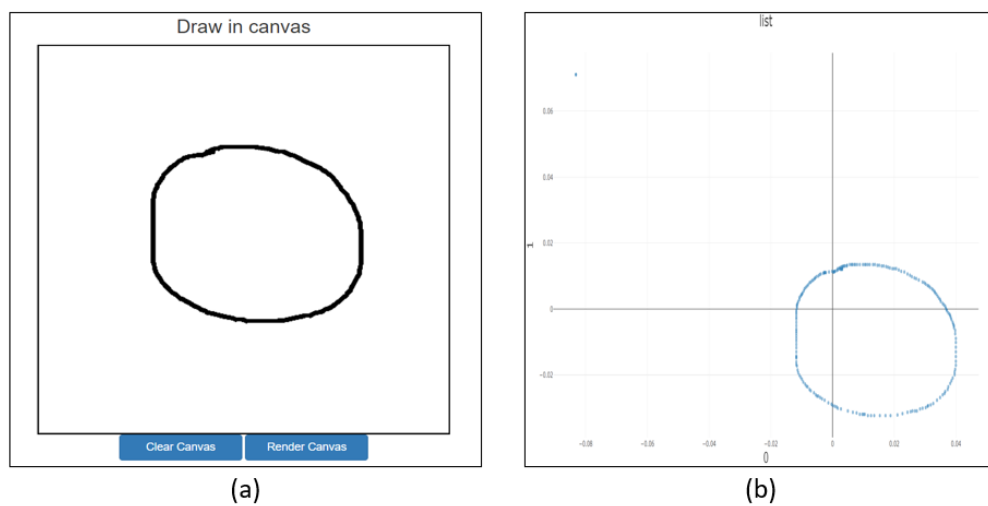 Draw in canvas
Clear Canvas Render Canvas
(a)
list
0.06
0.04
0.02
0
−0.02
1
−0.08 −0.06 −0.04 −0.02 0 0.02 0.04
0
(b)